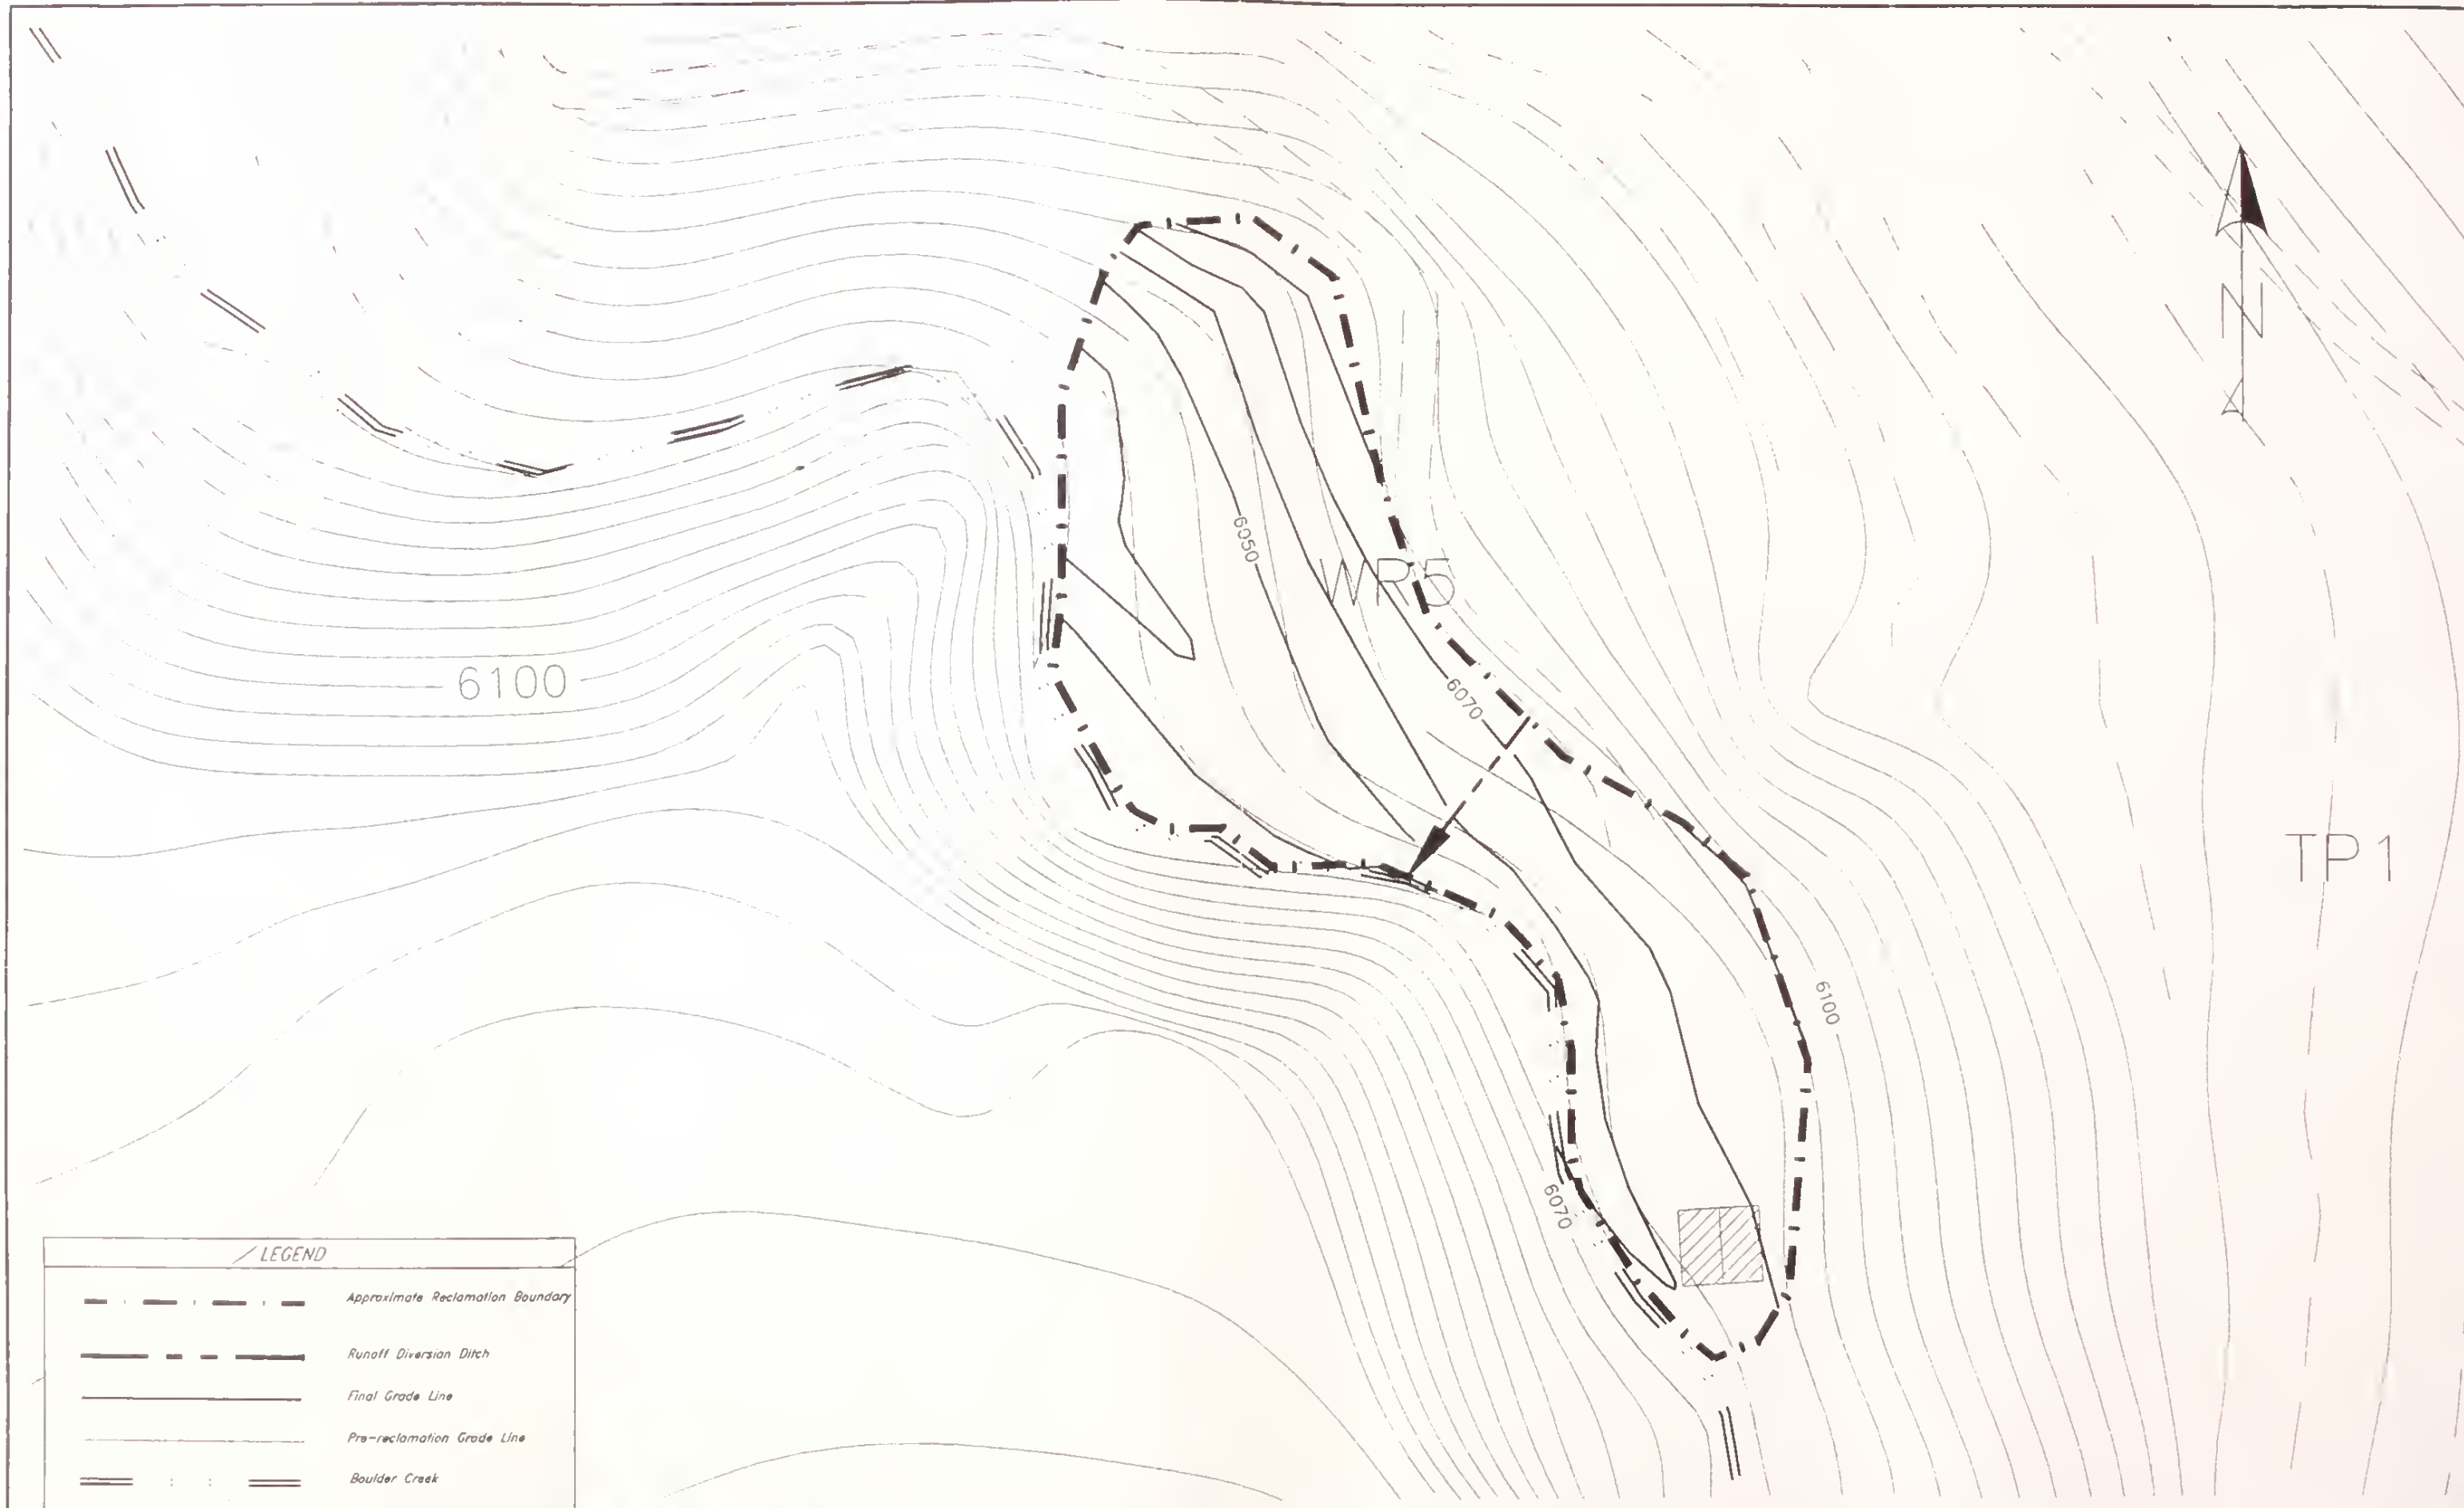 N
6050
WR5
6100
6070
TP1
6100
6070
LEGEND
Approximate Reclamation Boundary
Runoff Diversion Ditch
Final Grade Line
Pre-reclamation Grade Line
Boulder Creek